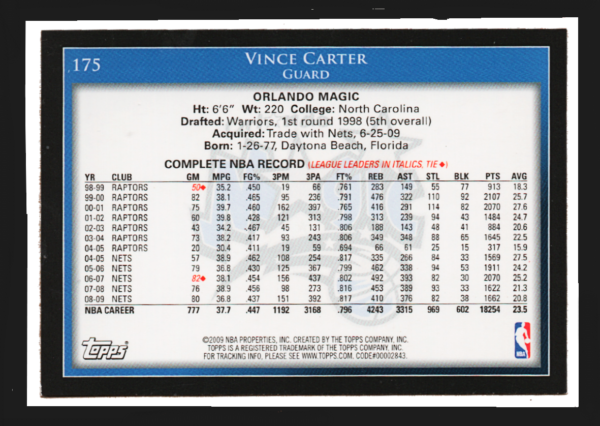 175
VINCE CARTER
GUARD
ORLANDO MAGIC
Ht: 6'6" Wt: 220 College: North Carolina
Drafted: Warriors, 1st round 1998 (5th overall)
Acquired: Trade with Nets, 6-25-09
Born: 1-26-77, Daytona Beach, Florida
COMPLETE NBA RECORD (LEAGUE LEADERS IN ITALICS, TIE ◆)
YR CLUB GM MPG FG% 3PM 3PA FT% REB AST STL BLK PTS AVG
98-99 RAPTORS 50◆ 35.2 .450 19 66 .761 283 149 55 77 913 18.3
99-00 RAPTORS 82 38.1 .465 95 236 .791 476 322 110 92 2107 25.7
00-01 RAPTORS 75 39.7 .460 162 397 .765 416 291 114 82 2070 27.6
01-02 RAPTORS 60 39.8 .428 121 313 .798 313 239 94 43 1484 24.7
02-03 RAPTORS 43 34.2 .467 45 131 .806 188 143 48 41 884 20.6
03-04 RAPTORS 73 38.2 .417 93 243 .806 349 348 88 65 1645 22.5
04-05 RAPTORS 20 30.4 .411 19 59 .694 66 61 25 15 317 15.9
04-05 NETS 57 38.9 .462 108 254 .817 335 266 84 33 1569 27.5
05-06 NETS 79 36.8 .430 125 367 .799 462 338 94 53 1911 24.2
06-07 NETS 82◆ 38.1 .454 156 437 .802 492 393 80 30 2070 25.2
07-08 NETS 76 38.9 .456 98 273 .816 453 389 93 33 1622 21.3
08-09 NETS 80 36.8 .437 151 392 .817 410 376 82 38 1662 20.8
NBA CAREER 777 37.7 .447 1192 3168 .796 4243 3315 969 602 18254 23.5
topps
©2009 NBA PROPERTIES, INC. CREATED BY THE TOPPS COMPANY, INC.
TOPPS IS A REGISTERED TRADEMARK OF THE TOPPS COMPANY, INC.
FOR TRACKING INFO, PLEASE SEE WWW.TOPPS.COM. CODE#00002843.
NBA